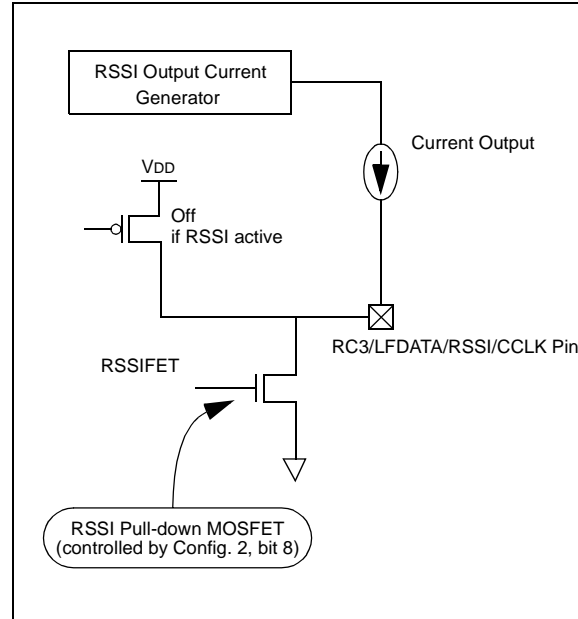 RSSI Output Current
Generator
Current Output
VDD
Off
if RSSI active
RC3/LFDATA/RSSI/CCLK Pin
RSSIFET
RSSI Pull-down MOSFET
(controlled by Config. 2, bit 8)